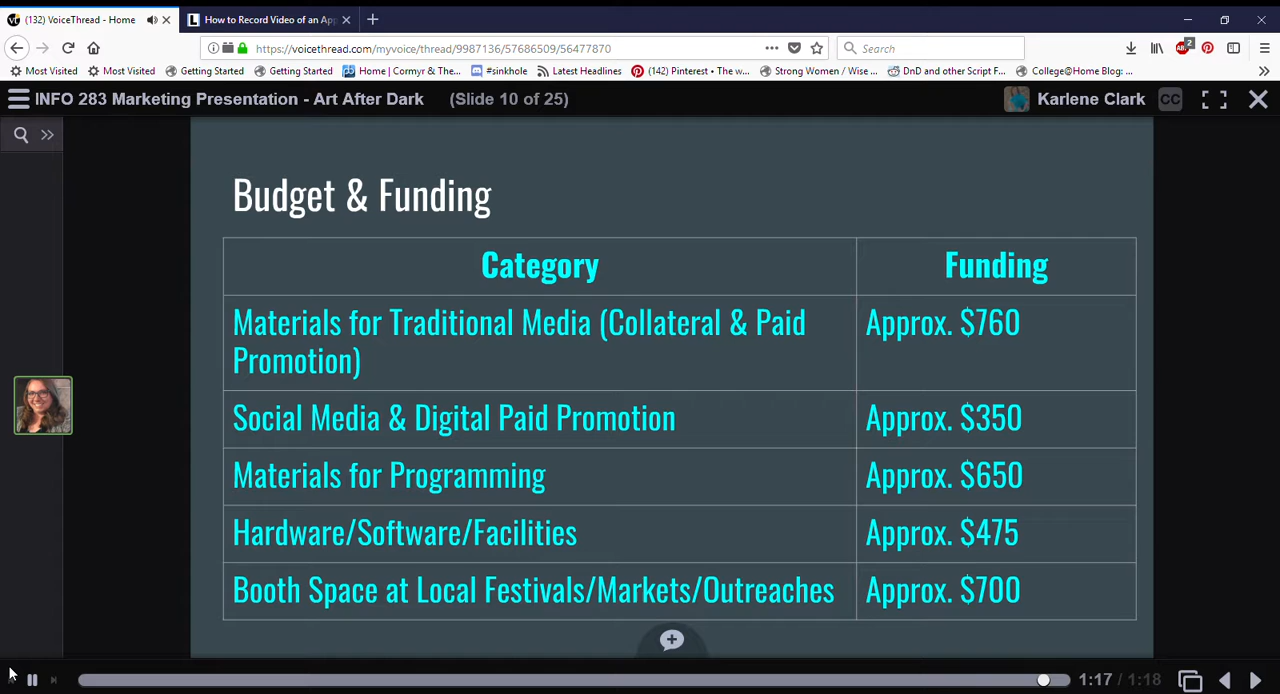 (132) VoiceThread - Home
How to Record Video of an App
https://voicethread.com/myvoice/thread/9987136/57686509/56477870
Search
2
Most Visited
Most Visited
Getting Started
Getting Started
Home | Cormyr & The...
#sinkhole
Latest Headlines
(142) Pinterest • The w...
Strong Women / Wise ...
DnD and other Script F...
College@Home Blog: ...
INFO 283 Marketing Presentation - Art After Dark (Slide 10 of 25)
Karlene Clark
CC
Budget & Funding
Category Funding
Materials for Traditional Media (Collateral & Paid Approx. $760
Promotion)
Social Media & Digital Paid Promotion Approx. $350
Materials for Programming Approx. $650
Hardware/Software/Facilities Approx. $475
Booth Space at Local Festivals/Markets/Outreaches Approx. $700
1:17 / 1:18